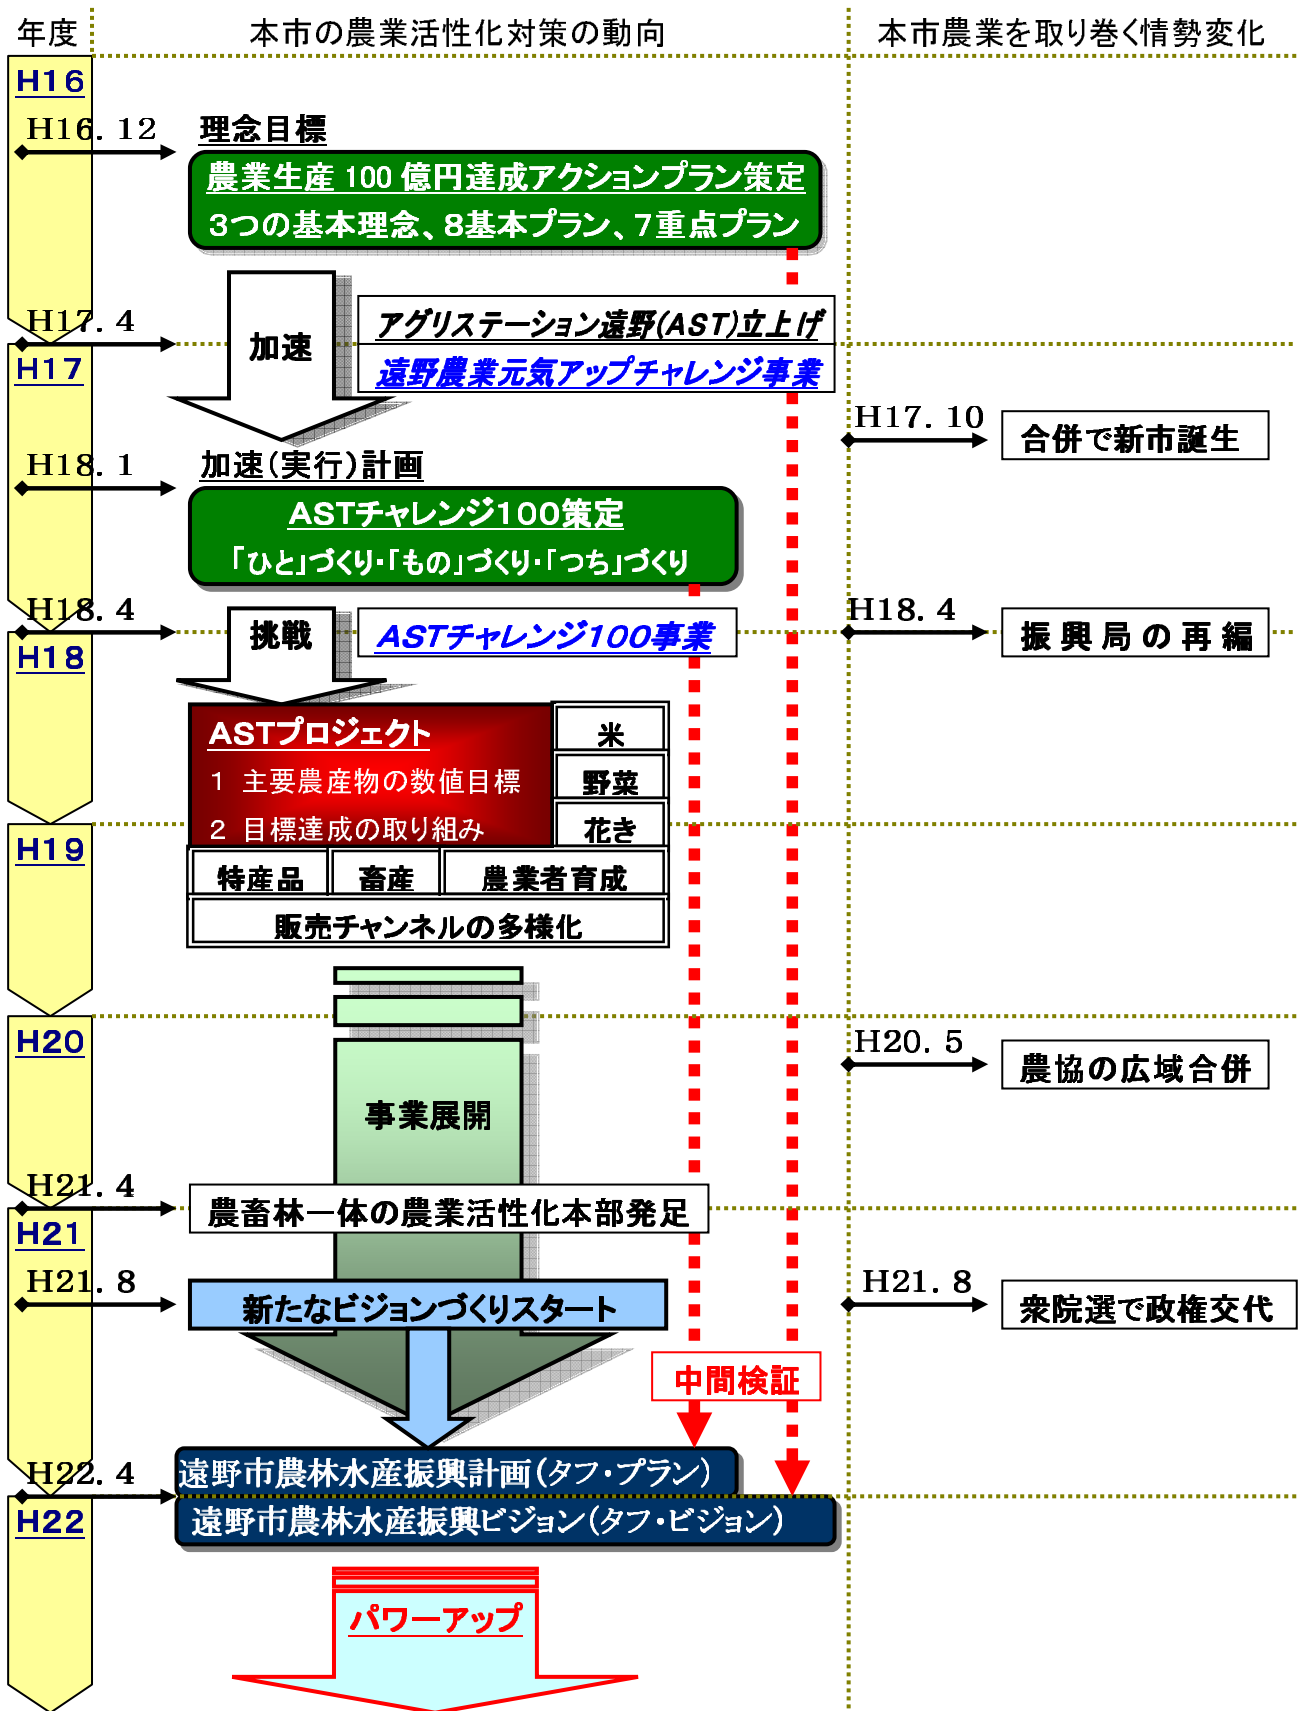 年度
本市の農業活性化対策の動向
本市農業を取り巻く情勢変化
H16
H16．12
理念目標
農業生産 100 億円達成アクションプラン策定
3つの基本理念、8基本プラン、7重点プラン
H17．4
加速
アグリステーション遠野(AST)立上げ
遠野農業元気アップチャレンジ事業
H17
H17．10
合併で新市誕生
H18．1
加速（実行）計画
ASTチャレンジ100策定
「ひと」づくり・「もの」づくり・「つち」づくり
H18．4
挑戦
ASTチャレンジ100事業
H18．4
振興局の再編
H18
ASTプロジェクト
1 主要農産物の数値目標
2 目標達成の取り組み
米
野菜
花き
H19
特産品
畜産
農業者育成
販売チャンネルの多様化
H20
H20．5
農協の広域合併
事業展開
H21．4
農畜林一体の農業活性化本部発足
H21
H21．8
新たなビジョンづくりスタート
H21．8
衆院選で政権交代
中間検証
H22．4
遠野市農林水産振興計画（タフ・プラン）
遠野市農林水産振興ビジョン（タフ・ビジョン）
H22
パワーアップ